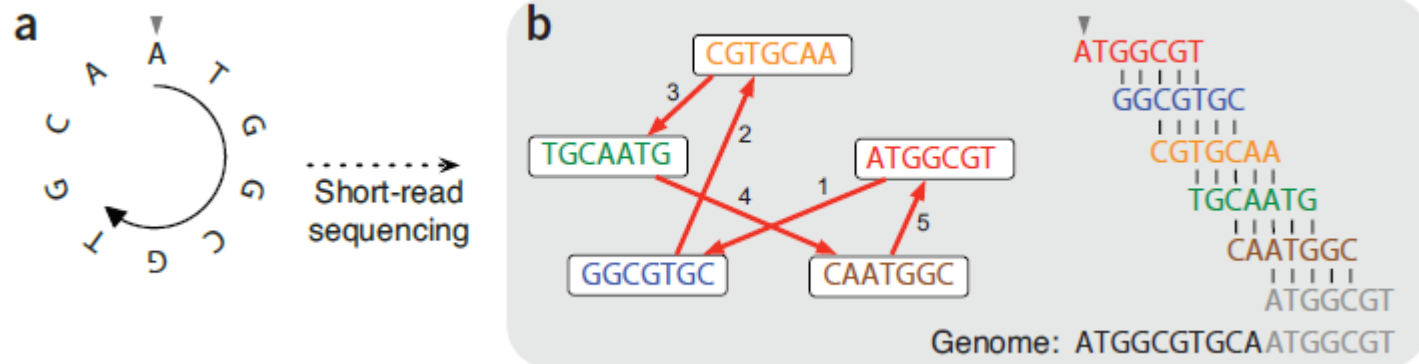 a
A
T
G
G
C
G
T
G
C
A
Short-read
sequencing
b
CGTGCAA
3
2
TGCAATG
ATGGCGT
4
1
5
GGCGTGC
CAATGGC
ATGGCGT
GGCGTGC
CGTGCAA
TGCAATG
CAATGGC
ATGGCGT
Genome: ATGGCGTGCAATGGCGT